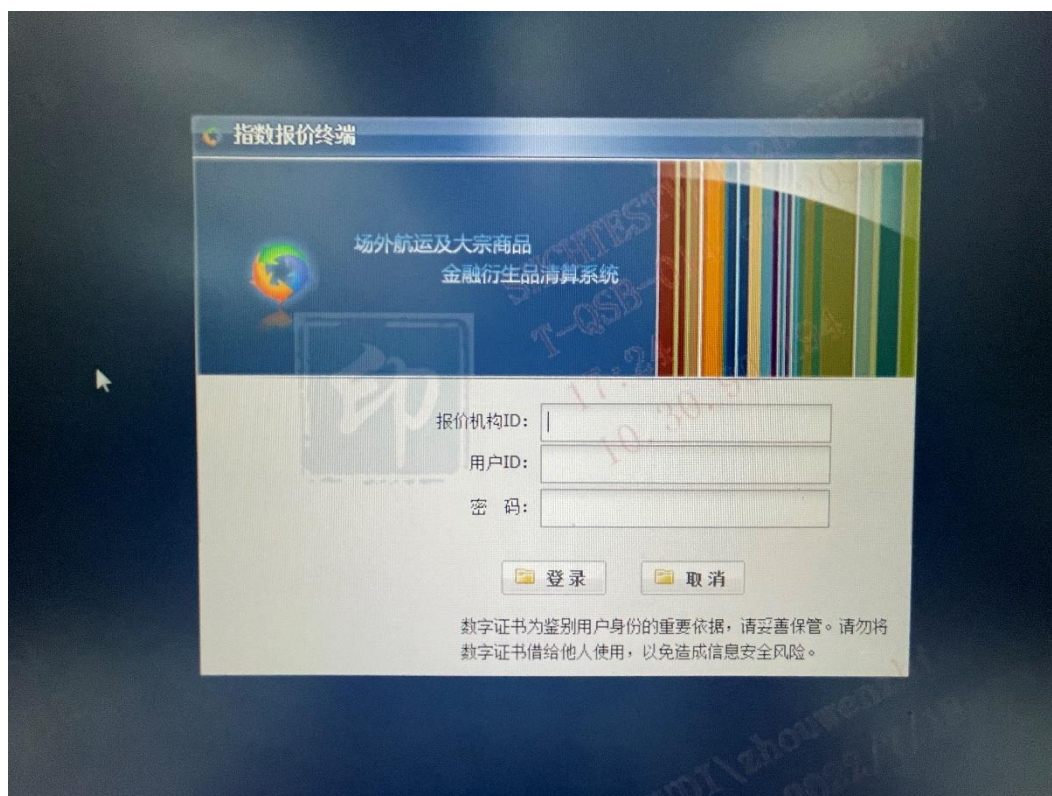 指数报价终端
场外航运及大宗商品
金融衍生品清算系统
印
报价机构ID:
用户ID:
密 码:
登录
取消
数字证书为鉴别用户身份的重要依据，请妥善保管。请勿将
数字证书借给他人使用，以免造成信息安全风险。